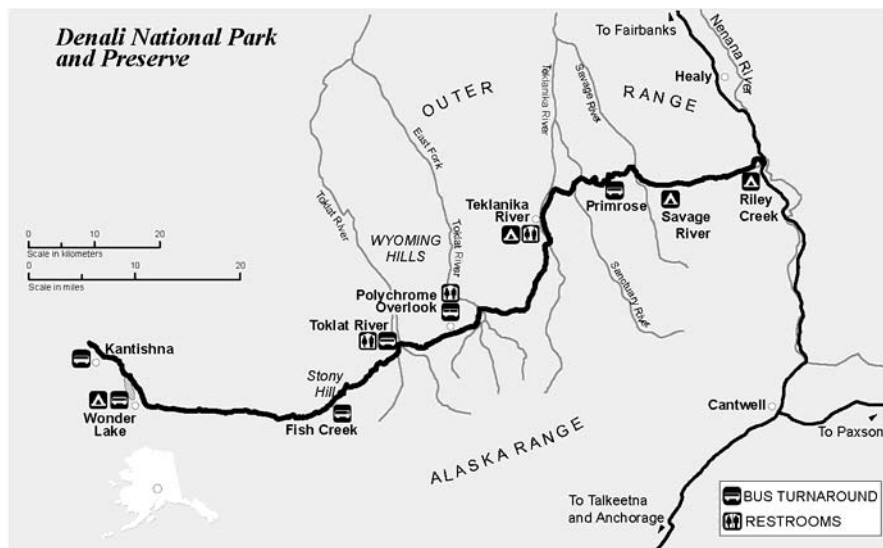 Denali National Park
and Preserve
To Fairbanks
Nenana River
Healy
OUTER
RANGE
Teklanika River
Savage River
East Fork
Toklat River
Toklat River
Riley
Creek
Primrose
Savage
River
Teklanika
River
WYOMING
HILLS
Sanctuary River
0 10 20
Scale in kilometers
0 20
Scale in miles
Polychrome
Overlook
Toklat River
Kantishna
Stony
Hill
Wonder
Lake
Fish Creek
Cantwell
To Paxson
ALASKA RANGE
To Talkeetna
and Anchorage
BUS TURNAROUND
RESTROOMS